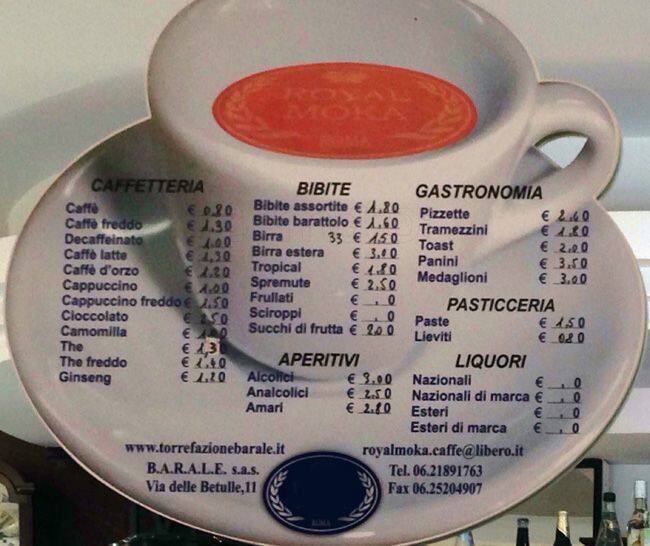 ROYAL
MOKA
ROMA
CAFFETTERIA
Caffè € 0,80
Caffè freddo € 1,30
Decaffeinato € 1,00
Caffè latte € 1,30
Caffè d'orzo € 1,20
Cappuccino € 1,00
Cappuccino freddo € 1,50
Cioccolato € 2,50
Camomilla €
The € 1,3
The freddo € 1,40
Ginseng € 1,20
BIBITE
Bibite assortite € 1,80
Bibite barattolo € 1,60
Birra 33 € 1,50
Birra estera € 3,00
Tropical € 1,80
Spremute € 2,50
Frullati € , 0
Sciroppi € , 0
Succhi di frutta € 2,00
APERITIVI
Alcolici € 3,00
Analcolici € 2,50
Amari € 2,80
GASTRONOMIA
Pizzette €
Tramezzini € 1,80
Toast € 2,00
Panini € 3,50
Medaglioni € 3,00
PASTICCERIA
Paste € 1,50
Lieviti € 0,80
LIQUORI
Nazionali € , 0
Nazionali di marca € , 0
Esteri € , 0
Esteri di marca € , 0
www.torrefazionebarale.it
royalmoka.caffe@libero.it
B.A.R.A.L.E. s.a.s.
Via delle Betulle,11
Tel. 06.21891763
Fax 06.25204907
ROMA